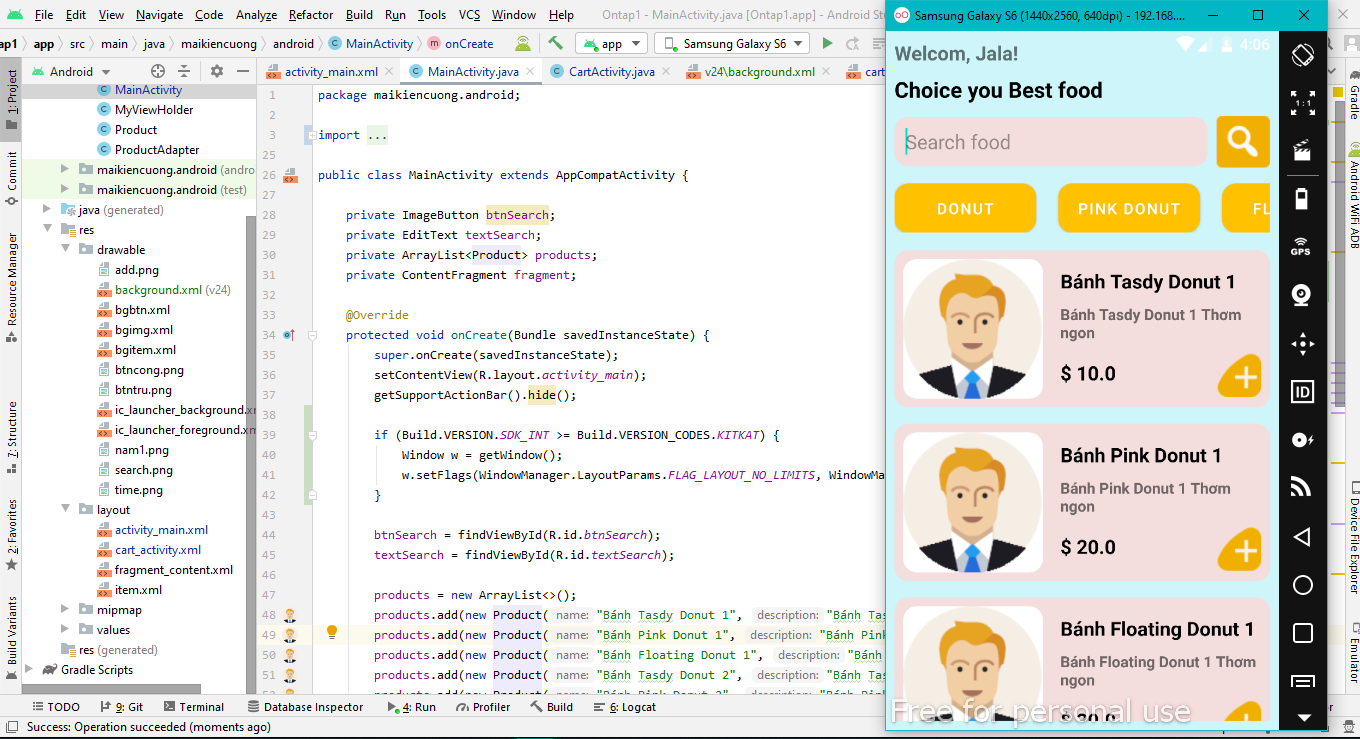 File Edit View Navigate Code Analyze Refactor Build Run Tools VCS Window Help Ontap1 - MainActivity.java [Ontap1.app] - Android Stu
ap1 app src main java maikiencuong android MainActivity onCreate app Samsung Galaxy S6
Android
activity_main.xml MainActivity.java CartActivity.java v24\background.xml cart
1: Project
Commit
Resource Manager
7: Structure
2: Favorites
Build Variants
MainActivity
MyViewHolder
Product
ProductAdapter
maikiencuong.android (andro
maikiencuong.android (test)
java (generated)
res
drawable
add.png
background.xml (v24)
bgbtn.xml
bgimg.xml
bgitem.xml
btncong.png
btntru.png
ic_launcher_background.x
ic_launcher_foreground.xm
nam1.png
search.png
time.png
layout
activity_main.xml
cart_activity.xml
fragment_content.xml
item.xml
mipmap
values
res (generated)
Gradle Scripts
1 package maikiencuong.android;
2
3 import ...
25
26 public class MainActivity extends AppCompatActivity {
27
28 private ImageButton btnSearch;
29 private EditText textSearch;
30 private ArrayList<Product> products;
31 private ContentFragment fragment;
32
33 @Override
34 protected void onCreate(Bundle savedInstanceState) {
35 super.onCreate(savedInstanceState);
36 setContentView(R.layout.activity_main);
37 getSupportActionBar().hide();
38
39 if (Build.VERSION.SDK_INT >= Build.VERSION_CODES.KITKAT) {
40 Window w = getWindow();
41 w.setFlags(WindowManager.LayoutParams.FLAG_LAYOUT_NO_LIMITS, WindowMa
42 }
43
44 btnSearch = findViewById(R.id.btnSearch);
45 textSearch = findViewById(R.id.textSearch);
46
47 products = new ArrayList<>();
48 products.add(new Product( name: "Bánh Tasdy Donut 1", description: "Bánh Tas
49 products.add(new Product( name: "Bánh Pink Donut 1", description: "Bánh Pink
50 products.add(new Product( name: "Bánh Floating Donut 1", description: "Bánh
51 products.add(new Product( name: "Bánh Tasdy Donut 2", description: "Bánh Tas
52 products.add(new Product( name: "Bánh Pink Donut 2", description: "Bánh Pink
TODO 9: Git Terminal Database Inspector 4: Run Profiler Build 6: Logcat
Success: Operation succeeded (moments ago)
Samsung Galaxy S6 (1440x2560, 640dpi) - 192.168....
4:06
Welcom, Jala!
Choice you Best food
Search food
DONUT PINK DONUT FL
Bánh Tasdy Donut 1
Bánh Tasdy Donut 1 Thơm
ngon
$ 10.0
Bánh Pink Donut 1
Bánh Pink Donut 1 Thơm
ngon
$ 20.0
Bánh Floating Donut 1
Bánh Floating Donut 1 Thơm
ngon
$ 30.0
Free for personal use
1:1
GPS
ID
Gradle
Android WiFi ADB
Device File Explorer
Emulator